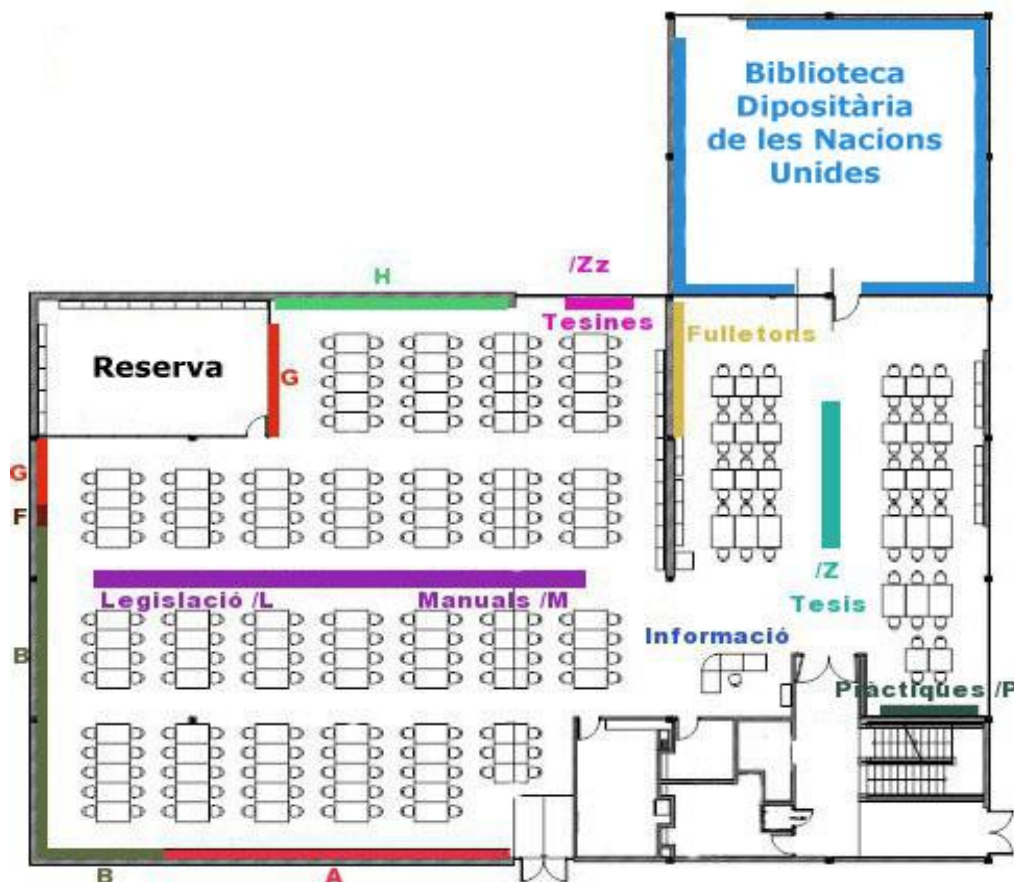 Biblioteca
Dipositària
de les Nacions
Unides
/Zz
H
Tesines
Fulletons
Reserva
G
G
F
/Z
Legislació /L
Manuals /M
Tesis
Informació
B
Pràctiques /P
B
A